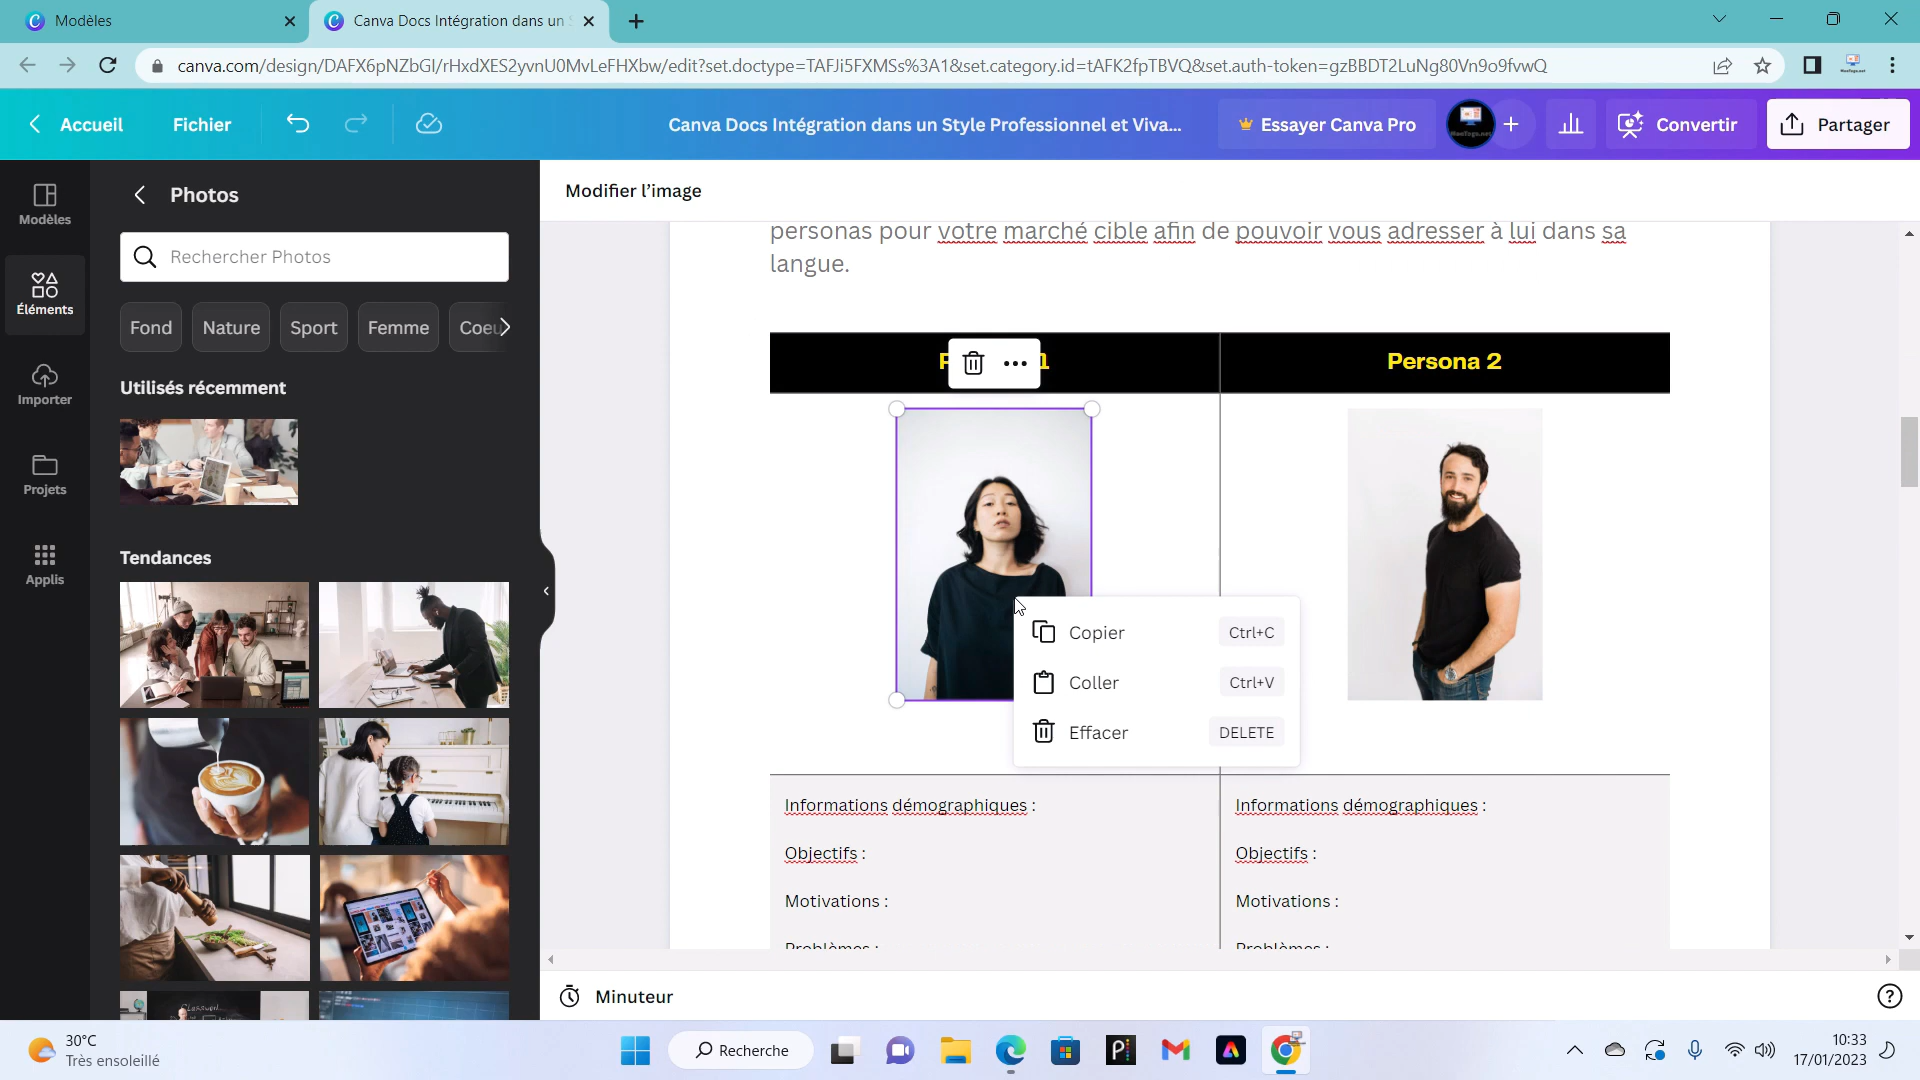 Modèles
Canva Docs Intégration dans un S
canva.com/design/DAFX6pNZbGI/rHxdXES2yvnU0MvLeFHXbw/edit?set.doctype=TAFJi5FXMSs%3A1&set.category.id=tAFK2fpTBVQ&set.auth-token=gzBBDT2LuNg80Vn9o9fvwQ
Accueil
Fichier
Canva Docs Intégration dans un Style Professionnel et Viva...
Essayer Canva Pro
Convertir
Partager
Modèles
Éléments
Importer
Projets
Applis
Photos
Rechercher Photos
Fond
Nature
Sport
Femme
Coeu
Utilisés récemment
Tendances
Modifier l'image
personas pour votre marché cible afin de pouvoir vous adresser à lui dans sa
langue.
1
Persona 2
Copier Ctrl+C
Coller Ctrl+V
Effacer DELETE
Informations démographiques :
Objectifs :
Motivations :
Problèmes :
Informations démographiques :
Objectifs :
Motivations :
Problèmes :
Minuteur
30°C
Très ensoleillé
Recherche
10:33
17/01/2023